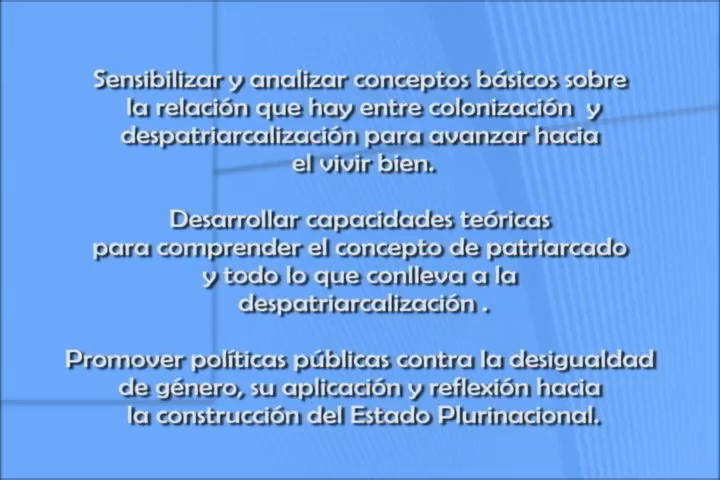 Sensibilizar y analizar conceptos básicos sobre
la relación que hay entre colonización y
despatriarcalización para avanzar hacia
el vivir bien.
Desarrollar capacidades teóricas
para comprender el concepto de patriarcado
y todo lo que conlleva a la
despatriarcalización .
Promover políticas públicas contra la desigualdad
de género, su aplicación y reflexión hacia
la construcción del Estado Plurinacional.